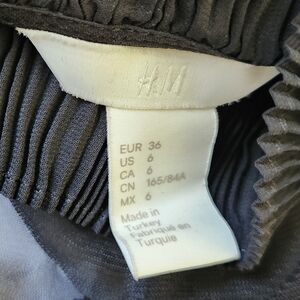 H&M
EUR 36
US 6
CA 6
CN 165/84A
MX 6
Made in
Turkey
Fabriqué en
Turquie